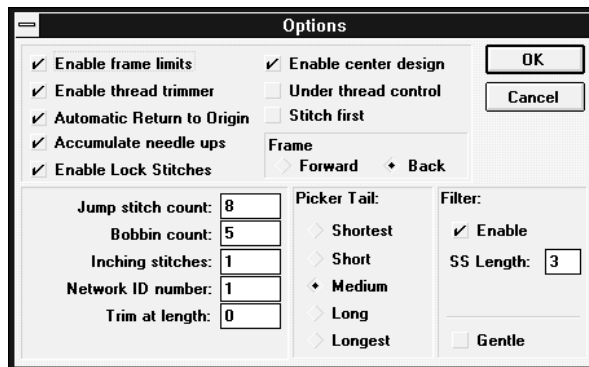 Options
Enable frame limits
Enable thread trimmer
Automatic Return to Origin
Accumulate needle ups
Enable Lock Stitches
Enable center design
Under thread control
Stitch first
Frame
Forward Back
OK
Cancel
Jump stitch count: 8
Bobbin count: 5
Inching stitches: 1
Network ID number: 1
Trim at length: 0
Picker Tail:
Shortest
Short
Medium
Long
Longest
Filter:
Enable
SS Length: 3
Gentle